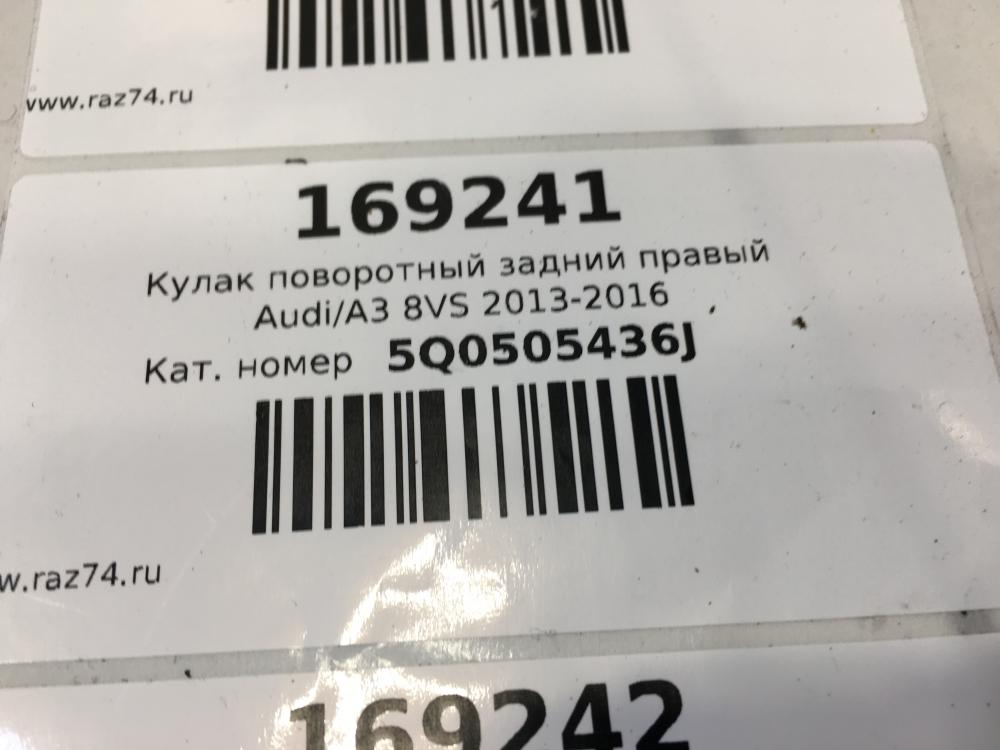 www.raz74.ru
169241
Кулак поворотный задний правый
Audi/A3 8VS 2013-2016
Кат. номер 5Q0505436J
w.raz74.ru
169242